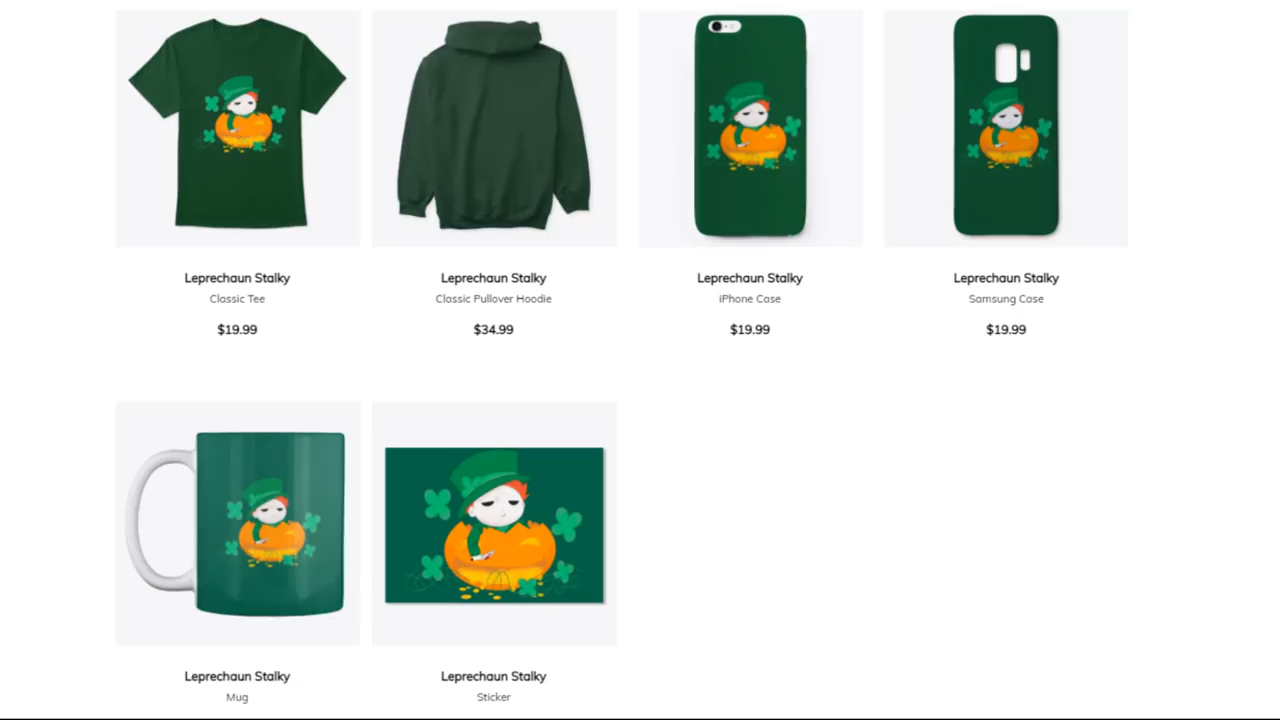 Leprechaun Stalky
Classic Tee
$19.99
Leprechaun Stalky
Classic Pullover Hoodie
$34.99
Leprechaun Stalky
iPhone Case
$19.99
Leprechaun Stalky
Samsung Case
$19.99
Leprechaun Stalky
Mug
Leprechaun Stalky
Sticker